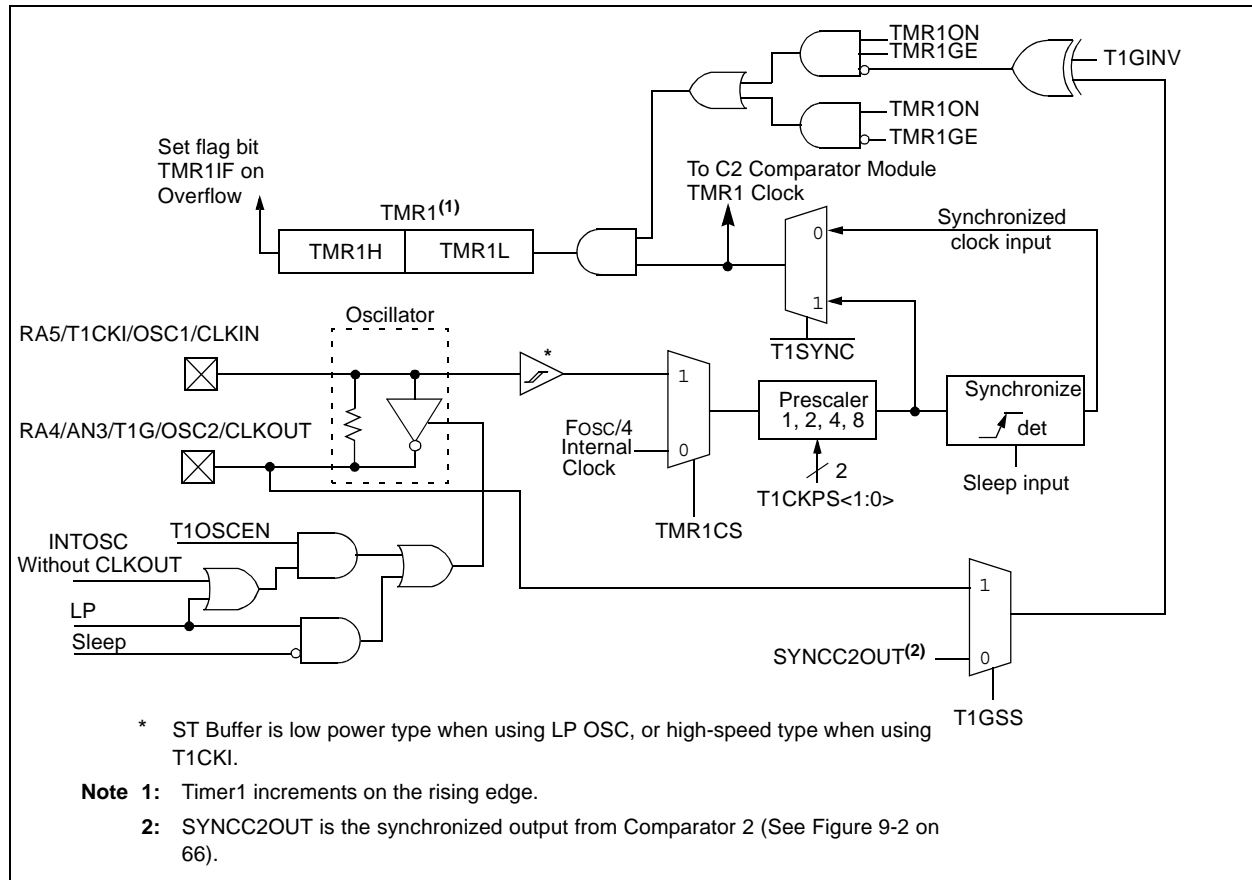 TMR1ON
TMR1GE
T1GINV
TMR1ON
TMR1GE
Set flag bit
TMR1IF on
Overflow
To C2 Comparator Module
TMR1 Clock
TMR1(1)
TMR1H
TMR1L
0
1
Synchronized
clock input
T1SYNC
Oscillator
RA5/T1CKI/OSC1/CLKIN
*
1
0
FOSC/4
Internal
Clock
Prescaler
1, 2, 4, 8
Synchronize
det
RA4/AN3/T1G/OSC2/CLKOUT
2
T1CKPS<1:0>
Sleep input
TMR1CS
T1OSCEN
INTOSC
Without CLKOUT
LP
Sleep
1
0
SYNCC2OUT(2)
T1GSS
* ST Buffer is low power type when using LP OSC, or high-speed type when using
T1CKI.
Note 1: Timer1 increments on the rising edge.
2: SYNCC2OUT is the synchronized output from Comparator 2 (See Figure 9-2 on
66).